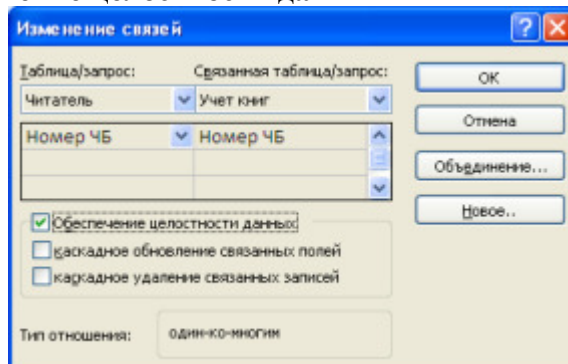 Изменение связей
Таблица/запрос: Связанная таблица/запрос:
Читатель Учет книг
Номер ЧБ Номер ЧБ
Обеспечение целостности данных
каскадное обновление связанных полей
каскадное удаление связанных записей
Тип отношения: один-ко-многим
ОК
Отмена
Объединение...
Новое..